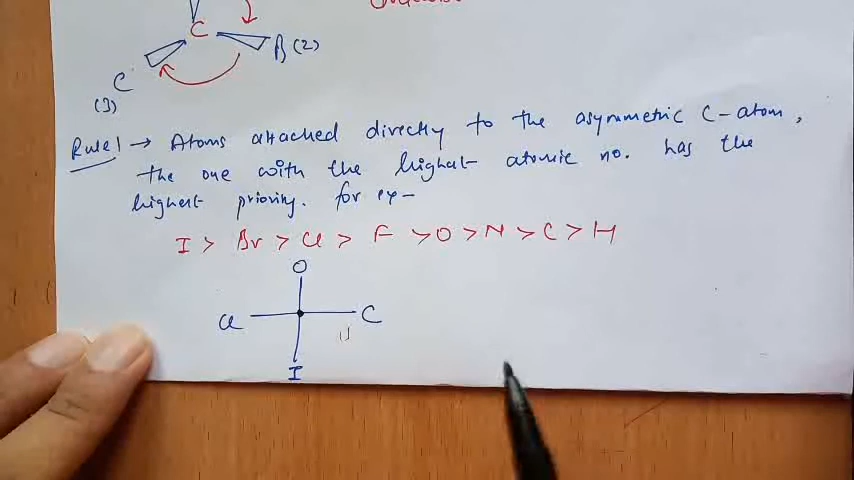 C
B (2)
C
(3)
Rule 1 → Atoms attached directly to the asymmetric C-atom,
the one with the highest atomic no. has the
highest priority. for ex-
I > Br > Cl > F > O > N > C > H
O
Cl C
I